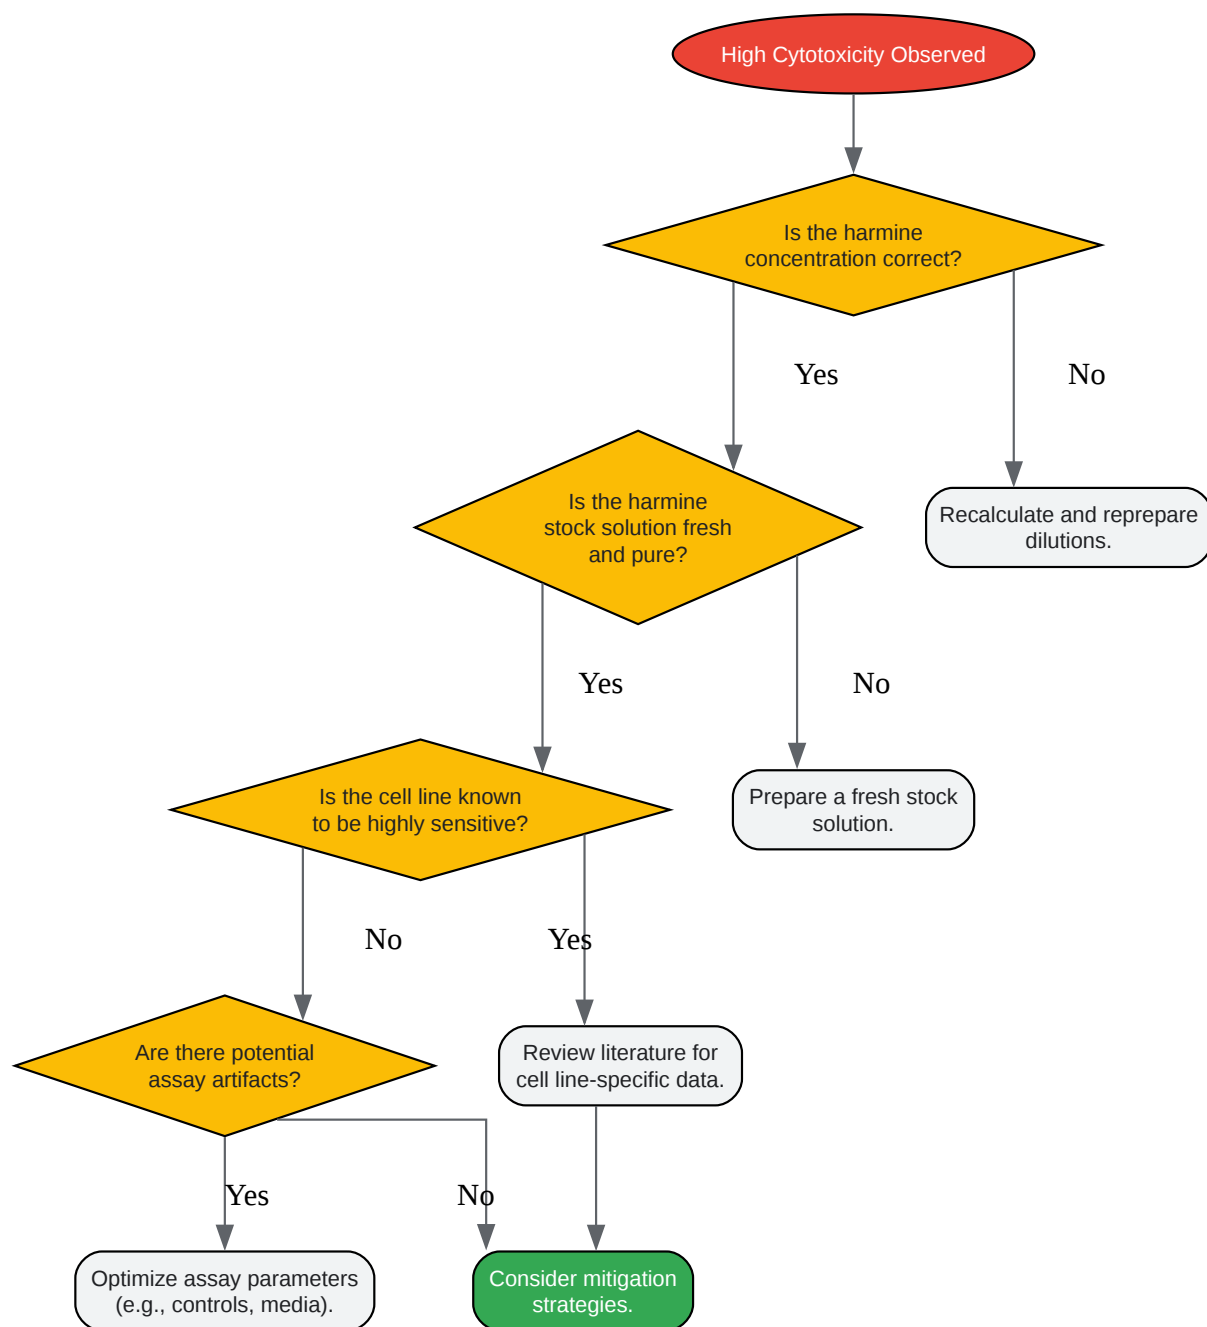 High Cytotoxicity Observed
Is the harmine
concentration correct?
Yes
No
Is the harmine
stock solution fresh
and pure?
Recalculate and reprepare
dilutions.
Yes
No
Is the cell line known
to be highly sensitive?
Prepare a fresh stock
solution.
No
Yes
Are there potential
assay artifacts?
Review literature for
cell line-specific data.
Yes
No
Optimize assay parameters
(e.g., controls, media).
Consider mitigation
strategies.